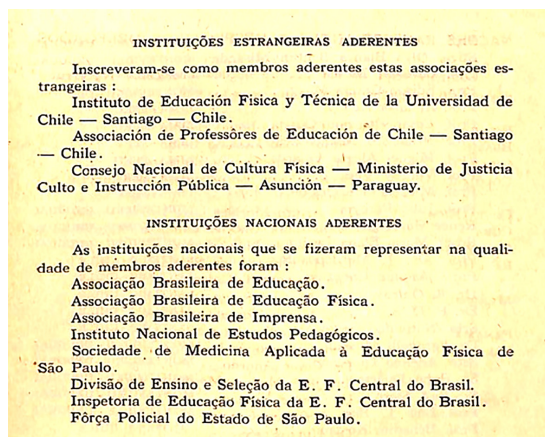 INSTITUIÇÕES ESTRANGEIRAS ADERENTES
Inscreveram-se como membros aderentes estas associações es-
trangeiras :
Instituto de Educación Fisica y Técnica de la Universidad de
Chile — Santiago — Chile.
Associación de Professôres de Educación de Chile — Santiago
— Chile.
Consejo Nacional de Cultura Física — Ministerio de Justicia
Culto e Instrucción Pública — Asunción — Paraguay.
INSTITUIÇÕES NACIONAIS ADERENTES
As instituições nacionais que se fizeram representar na quali-
dade de membros aderentes foram :
Associação Brasileira de Educação.
Associação Brasileira de Educação Física.
Associação Brasileira de Imprensa.
Instituto Nacional de Estudos Pedagógicos.
Sociedade de Medicina Aplicada à Educação Física de
São Paulo.
Divisão de Ensino e Seleção da E. F. Central do Brasil.
Inspetoria de Educação Física da E. F. Central do Brasil.
Fôrça Policial do Estado de São Paulo.